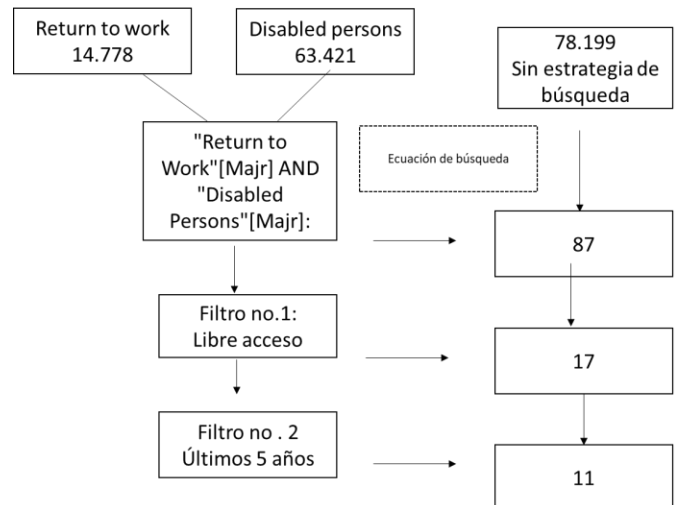 Return to work
14.778
Disabled persons
63.421
78.199
Sin estrategia de
búsqueda
"Return to
Work"[Majr] AND
"Disabled
Persons"[Majr]:
Ecuación de búsqueda
87
Filtro no.1:
Libre acceso
17
Filtro no . 2
Últimos 5 años
11